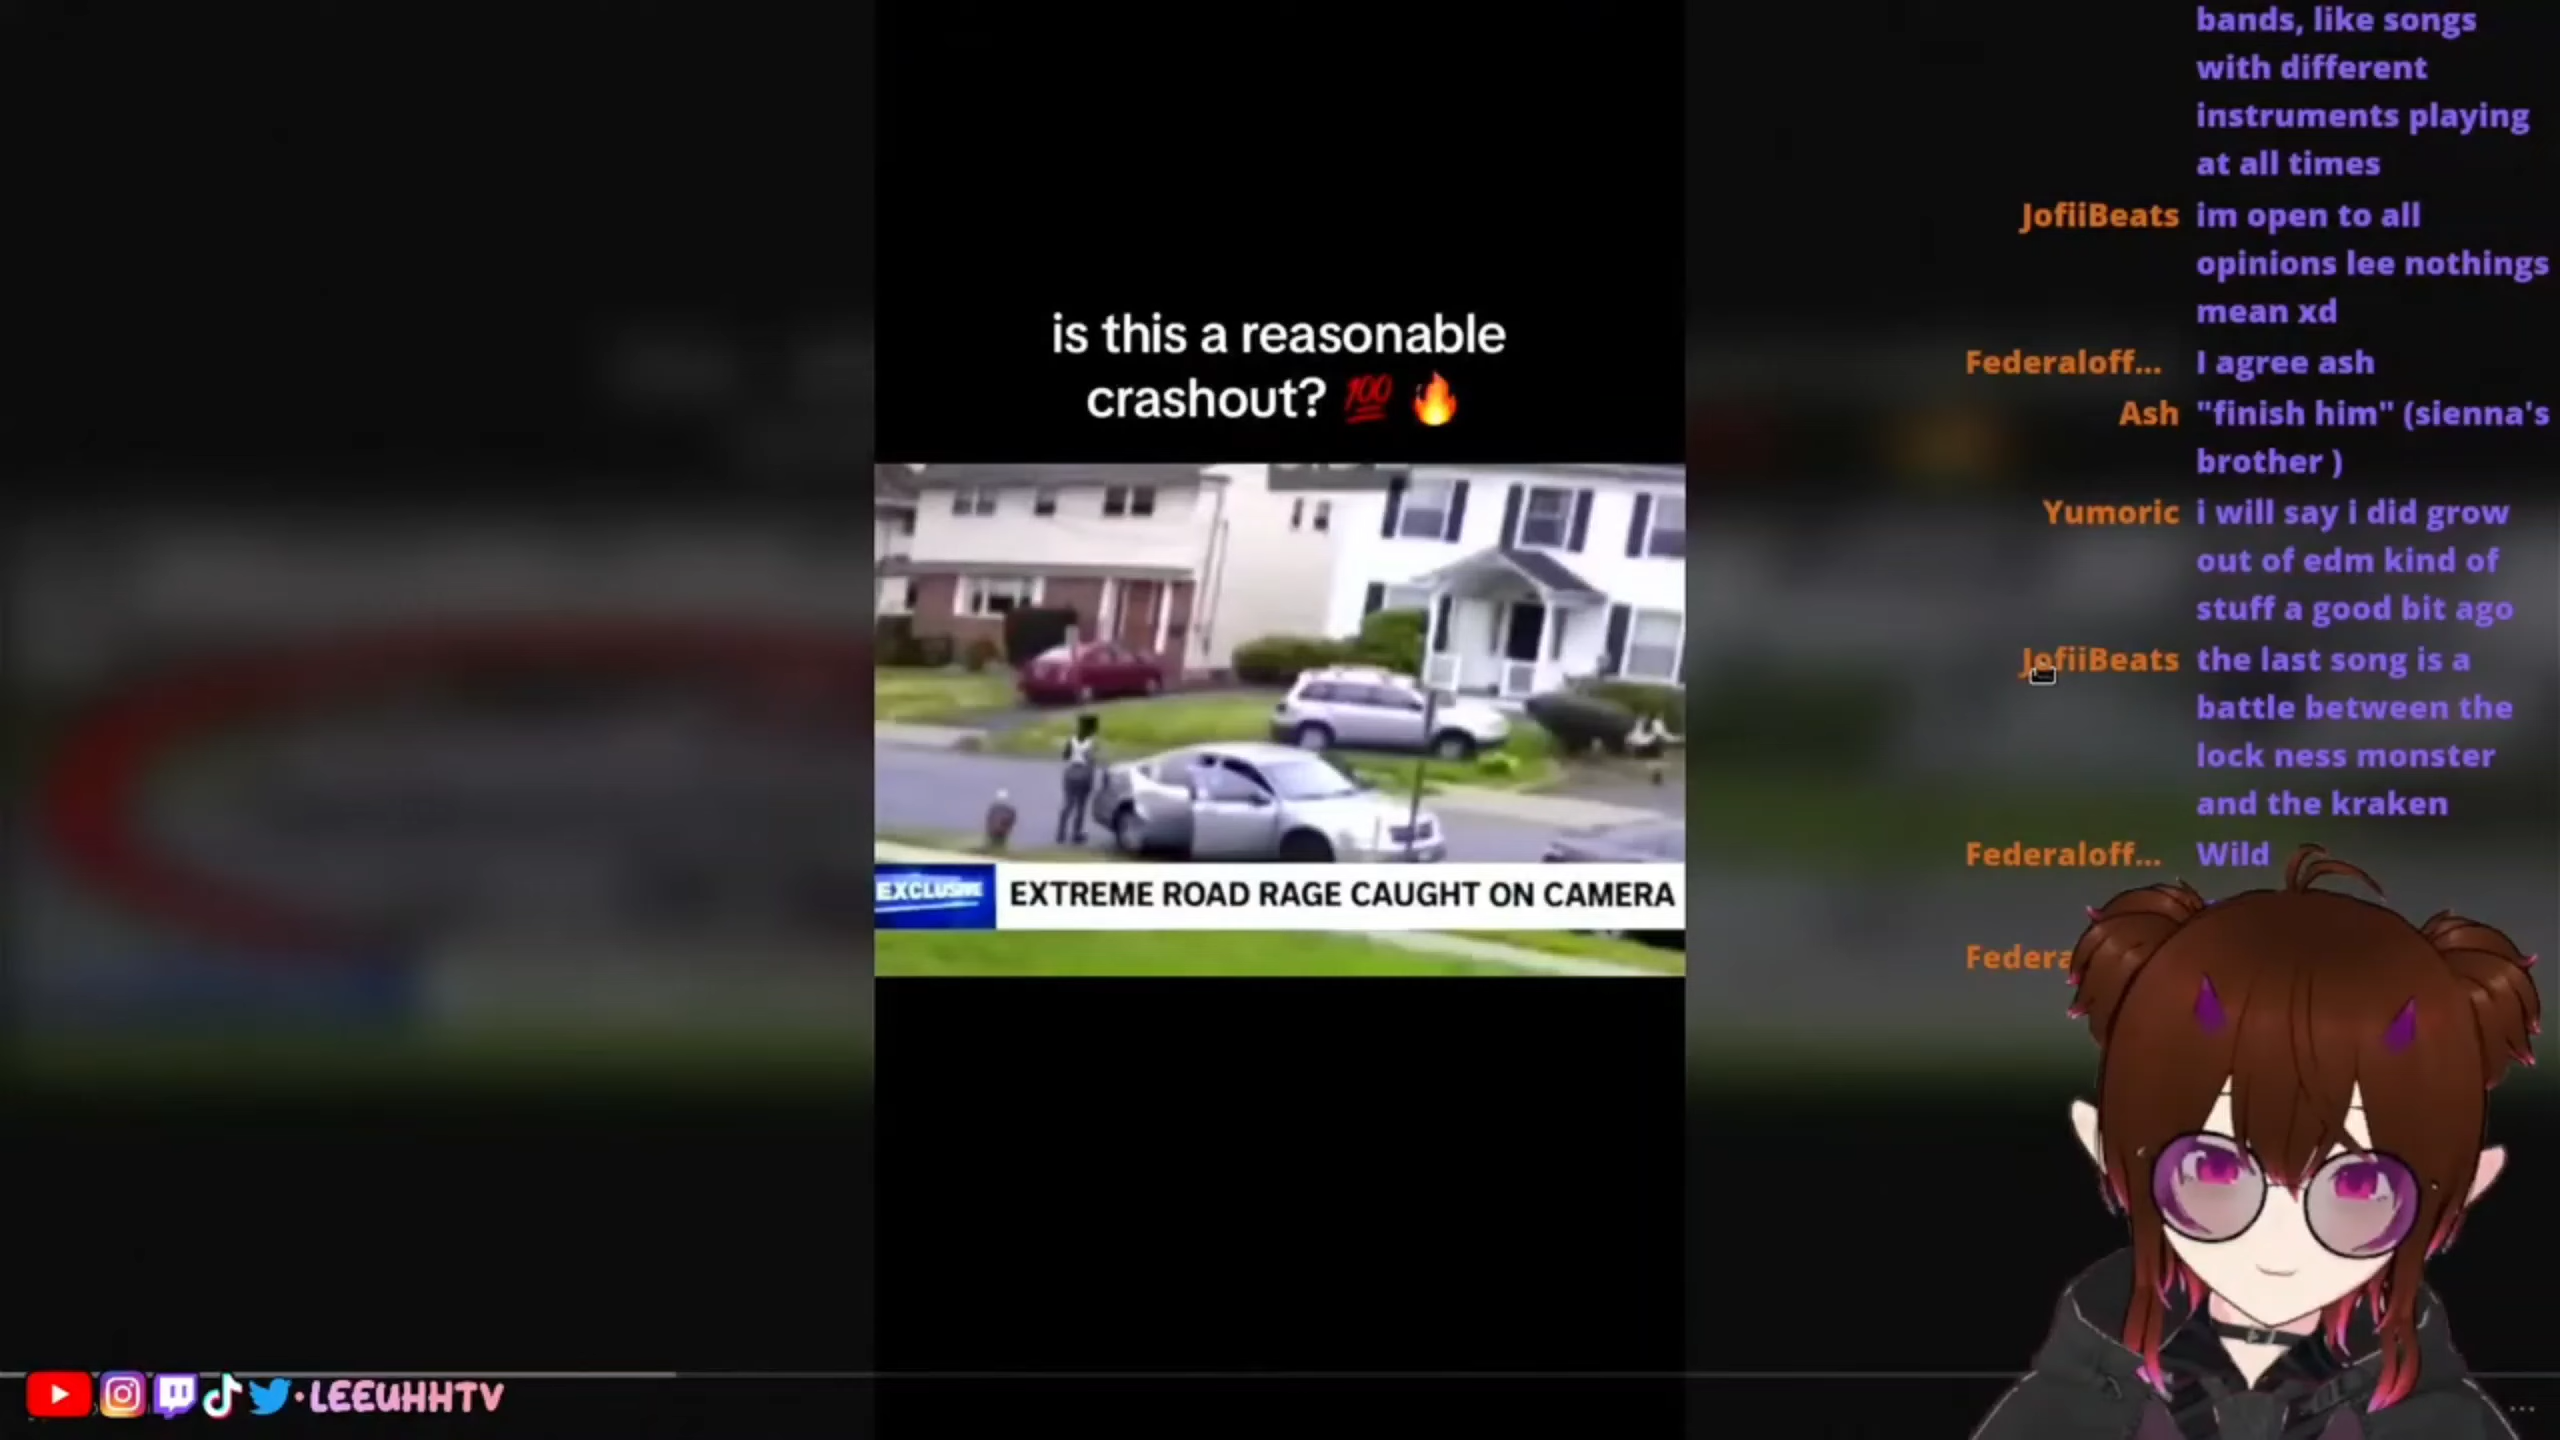 is this a reasonable
crashout? 💯 🔥
EXCLUSIVE
EXTREME ROAD RAGE CAUGHT ON CAMERA
bands, like songs
with different
instruments playing
at all times
JofiiBeats im open to all
opinions lee nothings
mean xd
Federaloff... I agree ash
Ash "finish him" (sienna's
brother )
Yumoric i will say i did grow
out of edm kind of
stuff a good bit ago
JofiiBeats the last song is a
battle between the
lock ness monster
and the kraken
Federaloff... Wild
Federa
LEEUHHTV